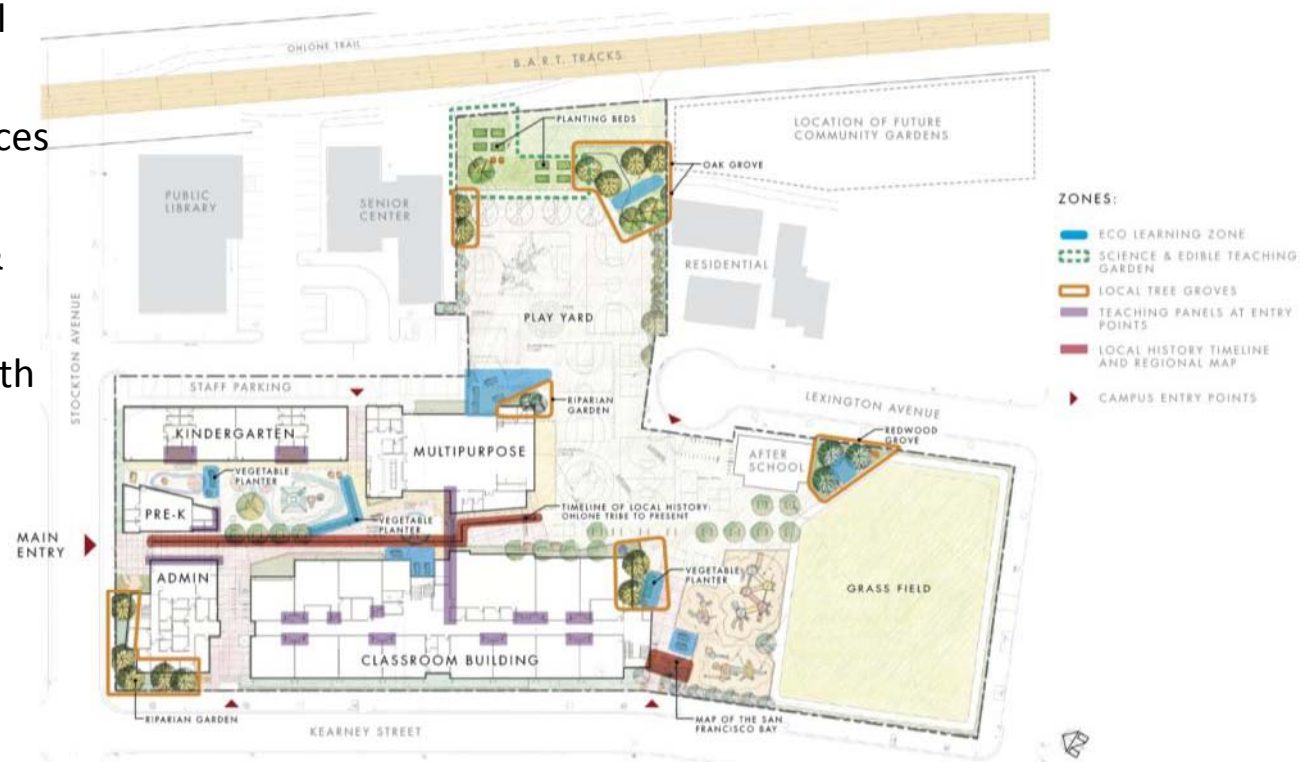 l
ces
&
th
OHLONE TRAIL
B.A.R.T. TRACKS
PLANTING BEDS
LOCATION OF FUTURE
COMMUNITY GARDENS
OAK GROVE
PUBLIC
LIBRARY
SENIOR
CENTER
RESIDENTIAL
ZONES:
ECO LEARNING ZONE
SCIENCE & EDIBLE TEACHING
GARDEN
LOCAL TREE GROVES
TEACHING PANELS AT ENTRY
POINTS
LOCAL HISTORY TIMELINE
AND REGIONAL MAP
CAMPUS ENTRY POINTS
STOCKTON AVENUE
PLAY YARD
STAFF PARKING
RIPARIAN
GARDEN
LEXINGTON AVENUE
REDWOOD
GROVE
KINDERGARTEN
MULTIPURPOSE
AFTER
SCHOOL
VEGETABLE
PLANTER
PRE-K
VEGETABLE
PLANTER
TIMELINE OF LOCAL HISTORY:
OHLONE TRIBE TO PRESENT
MAIN
ENTRY
ADMIN
VEGETABLE
PLANTER
GRASS FIELD
CLASSROOM BUILDING
RIPARIAN GARDEN
MAP OF THE SAN
FRANCISCO BAY
KEARNEY STREET